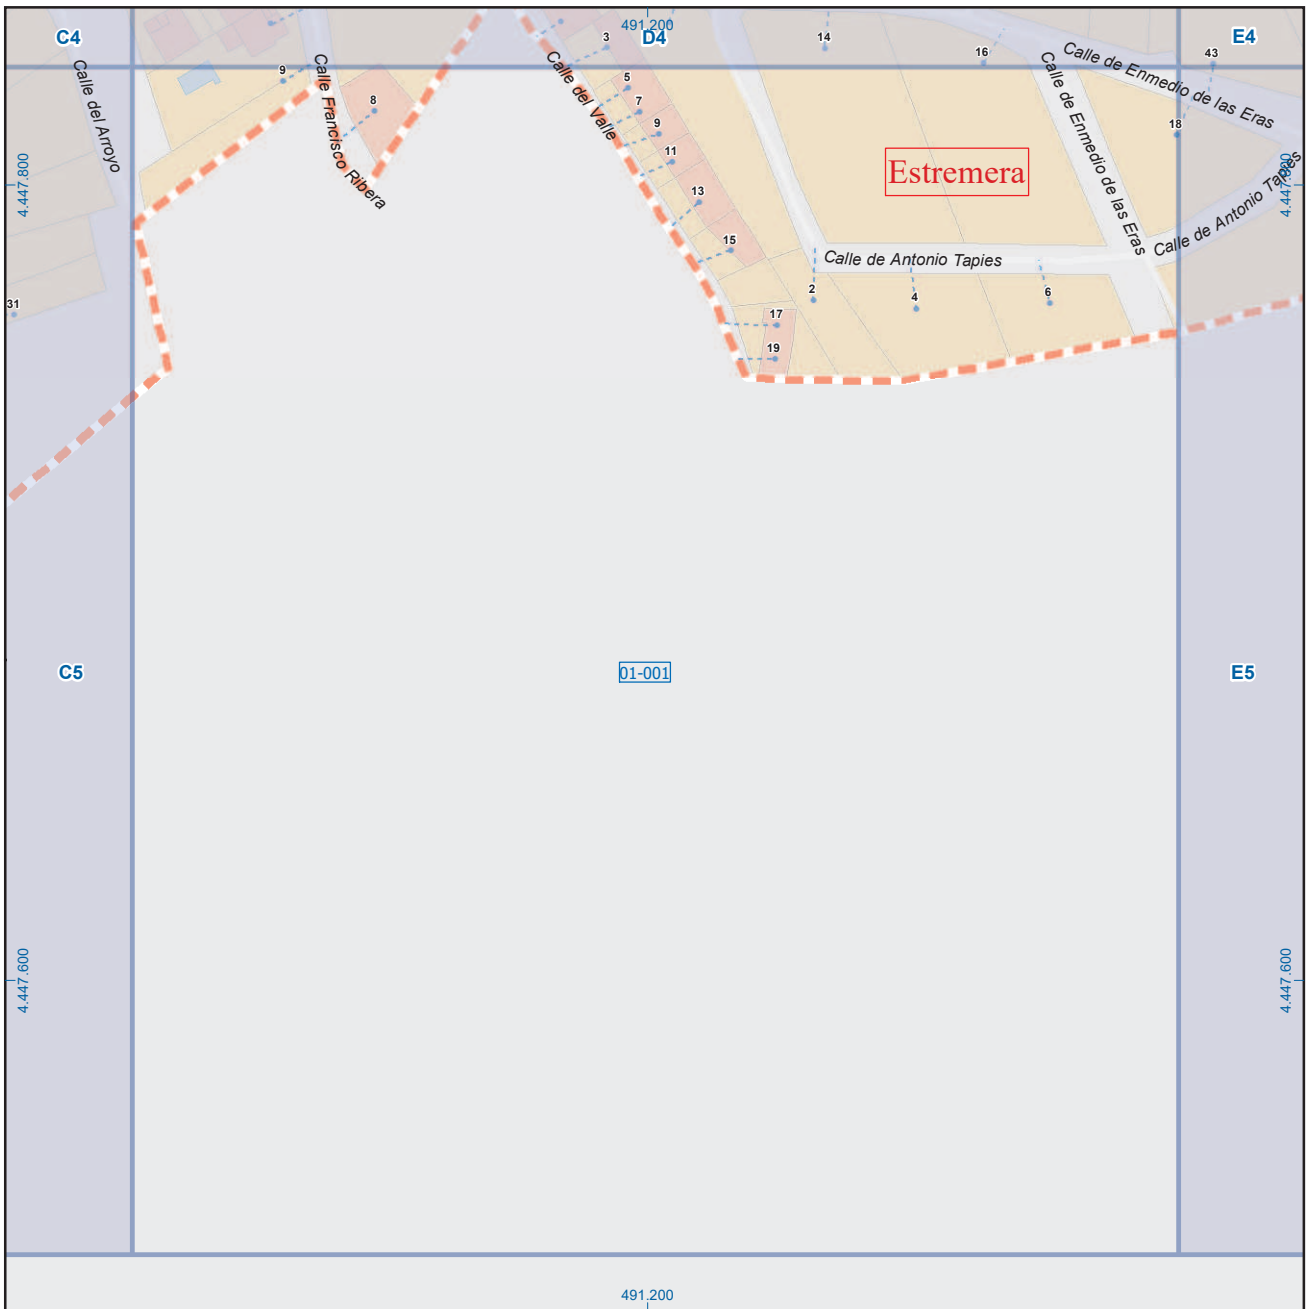 491.200
C4
D4
E4
3
14
16
43
Calle de Enmedio de las Eras
9
Calle del Arroyo
Calle Francisco Ribera
8
Calle del Valle
5
7
9
11
13
15
Calle de Enmedio de las Eras
18
4.447.800
Estremera
4.447.800
Calle de Antonio Tapies
Calle de Antonio Tapies
31
2
4
6
17
19
C5
01-001
E5
4.447.600
4.447.600
491.200